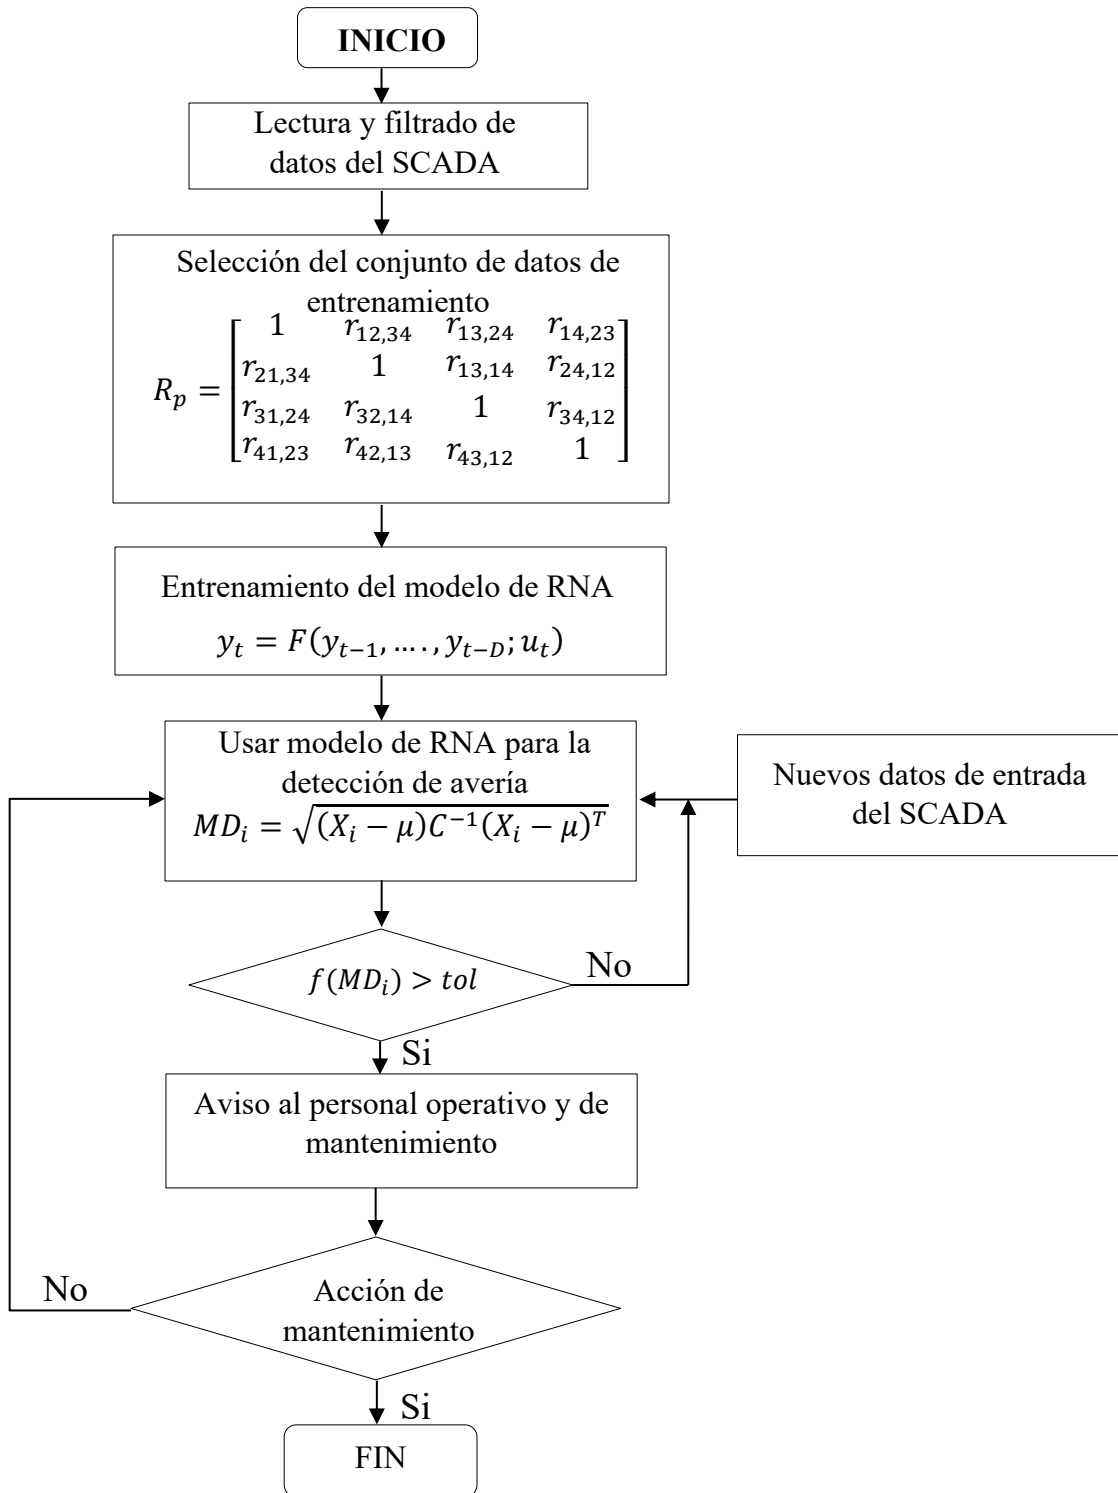 INICIO
Lectura y filtrado de
datos del SCADA
Selección del conjunto de datos de
entrenamiento
R_p = [1 r_{12,34} r_{13,24} r_{14,23}
r_{21,34} 1 r_{13,14} r_{24,12}
r_{31,24} r_{32,14} 1 r_{34,12}
r_{41,23} r_{42,13} r_{43,12} 1]
Entrenamiento del modelo de RNA
y_t = F(y_{t−1}, …., y_{t−D}; u_t)
Usar modelo de RNA para la
detección de avería
MD_i = √((X_i − μ)C^{−1}(X_i − μ)^T)
Nuevos datos de entrada
del SCADA
f(MD_i) > tol
No
Si
Aviso al personal operativo y de
mantenimiento
Acción de
mantenimiento
No
Si
FIN